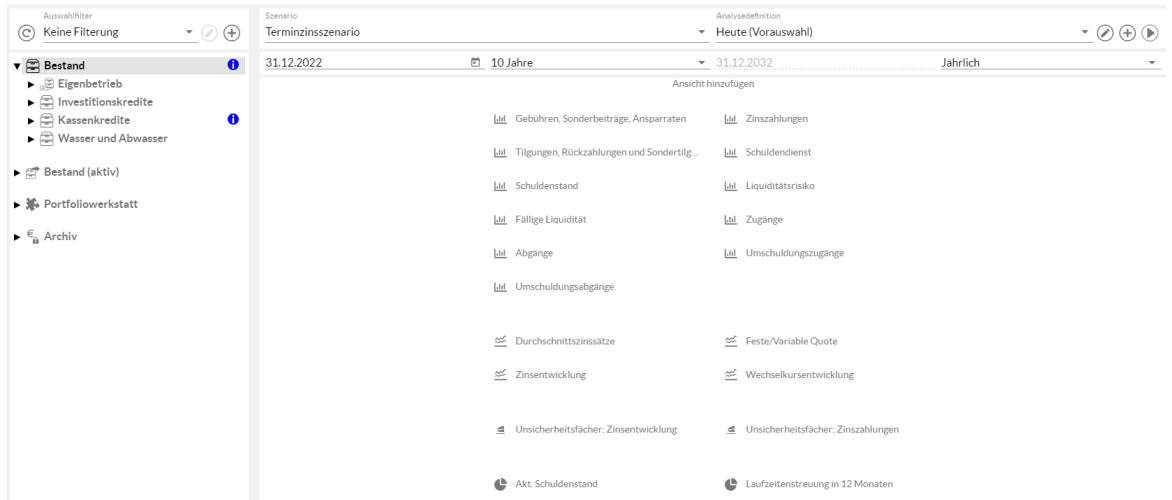 Auswahlfilter
Keine Filterung
Szenario
Terminzinsszenario
Analysedefinition
Heute (Vorauswahl)
Bestand
Eigenbetrieb
Investitionskredite
Kassenkredite
Wasser und Abwasser
Bestand (aktiv)
Portfoliowerkstatt
Archiv
31.12.2022
10 Jahre
31.12.2032
Jährlich
Ansicht hinzufügen
Gebühren, Sonderbeiträge, Ansparraten
Zinszahlungen
Tilgungen, Rückzahlungen und Sondertilg...
Schuldendienst
Schuldenstand
Liquiditätsrisiko
Fällige Liquidität
Zugänge
Abgänge
Umschuldungszugänge
Umschuldungsabgänge
Durchschnittszinssätze
Feste/Variable Quote
Zinsentwicklung
Wechselkursentwicklung
Unsicherheitsfächer: Zinsentwicklung
Unsicherheitsfächer: Zinszahlungen
Akt. Schuldenstand
Laufzeitenstreuung in 12 Monaten